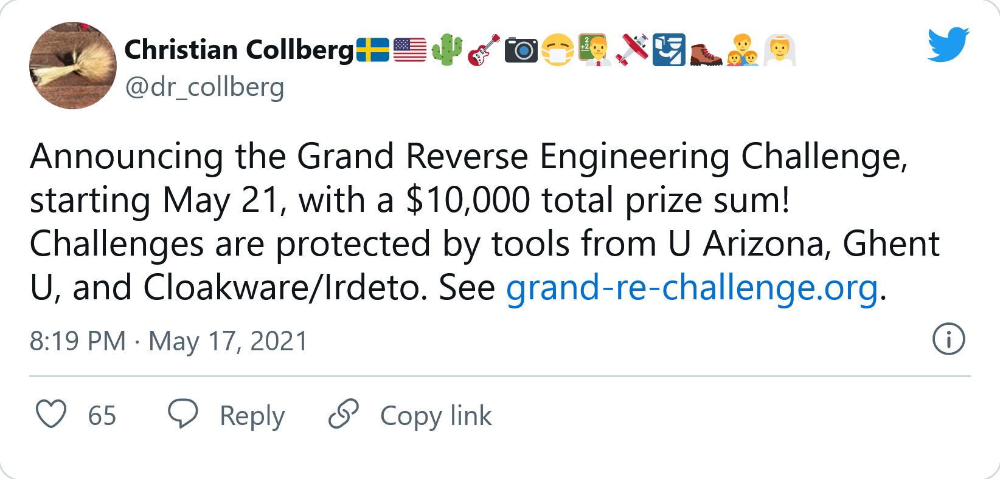 Christian Collberg🇸🇪🇺🇸🌵🎸📷😷👨‍🏫🛩️🛂🥾👨‍👧‍👦👰‍♂️
@dr_collberg
Announcing the Grand Reverse Engineering Challenge,
starting May 21, with a $10,000 total prize sum!
Challenges are protected by tools from U Arizona, Ghent
U, and Cloakware/Irdeto. See grand-re-challenge.org.
8:19 PM · May 17, 2021
65 Reply Copy link